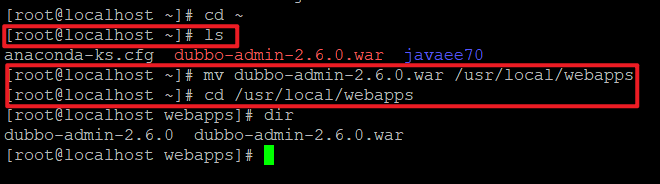 [root@localhost ~]# cd ~
[root@localhost ~]# ls
anaconda-ks.cfg  dubbo-admin-2.6.0.war  javaee70
[root@localhost ~]# mv dubbo-admin-2.6.0.war /usr/local/webapps
[root@localhost ~]# cd /usr/local/webapps
[root@localhost webapps]# dir
dubbo-admin-2.6.0  dubbo-admin-2.6.0.war
[root@localhost webapps]#